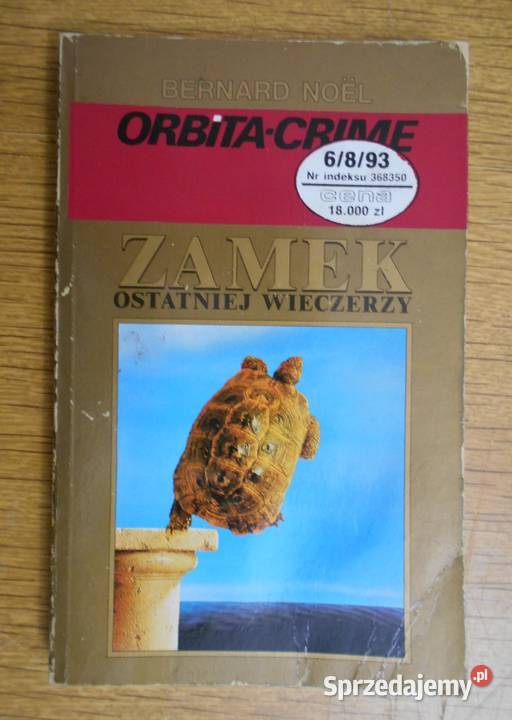 BERNARD NOËL
ORBiTA-CRIME
6/8/93
Nr indeksu 368350
cena
18.000 zł
ZAMEK
OSTATNIEJ WIECZERZY
Sprzedajemy.pl